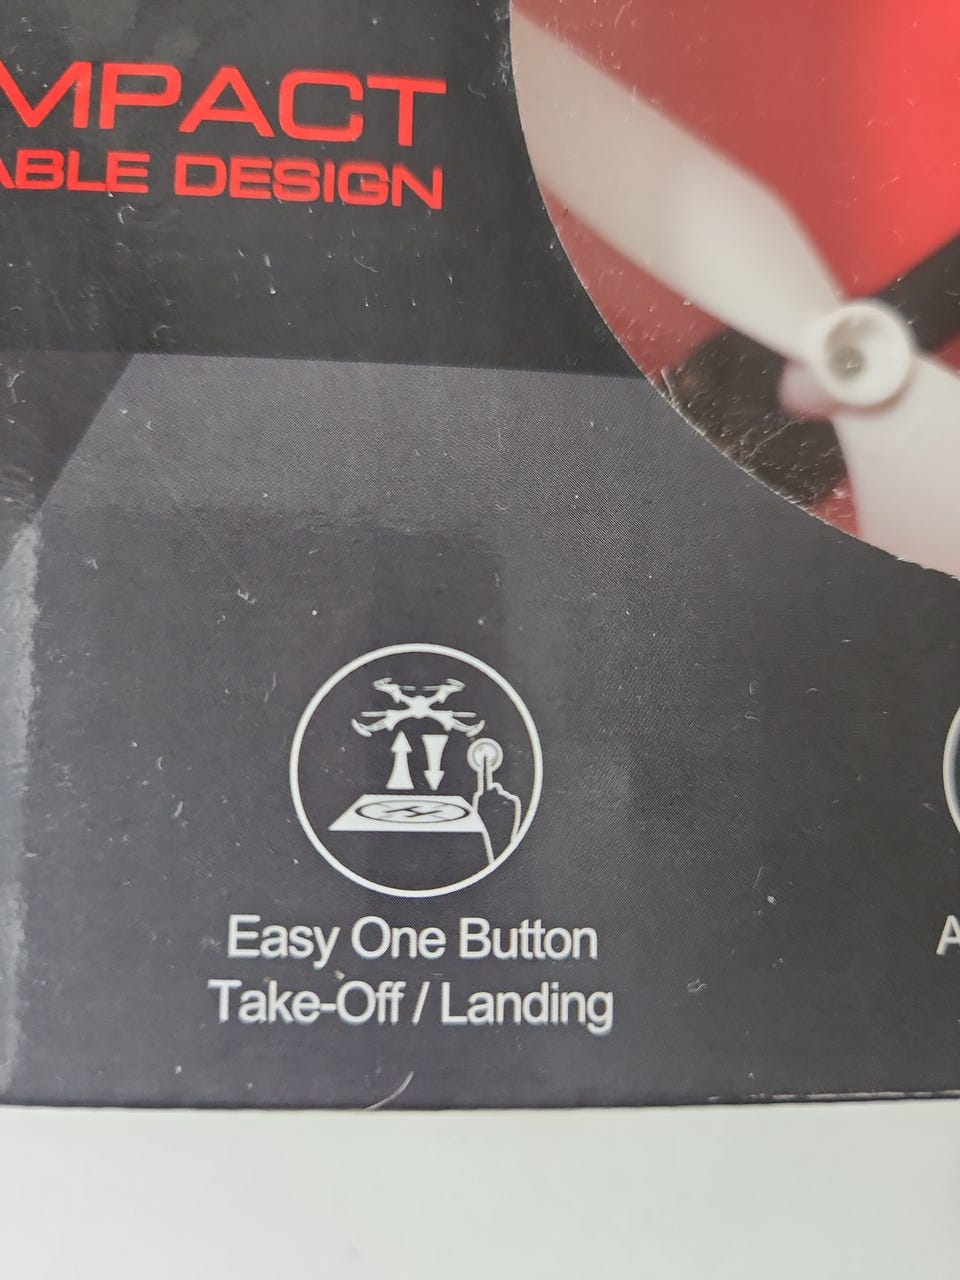 MPACT
ABLE DESIGN
H
Easy One Button
Take-Off / Landing
A